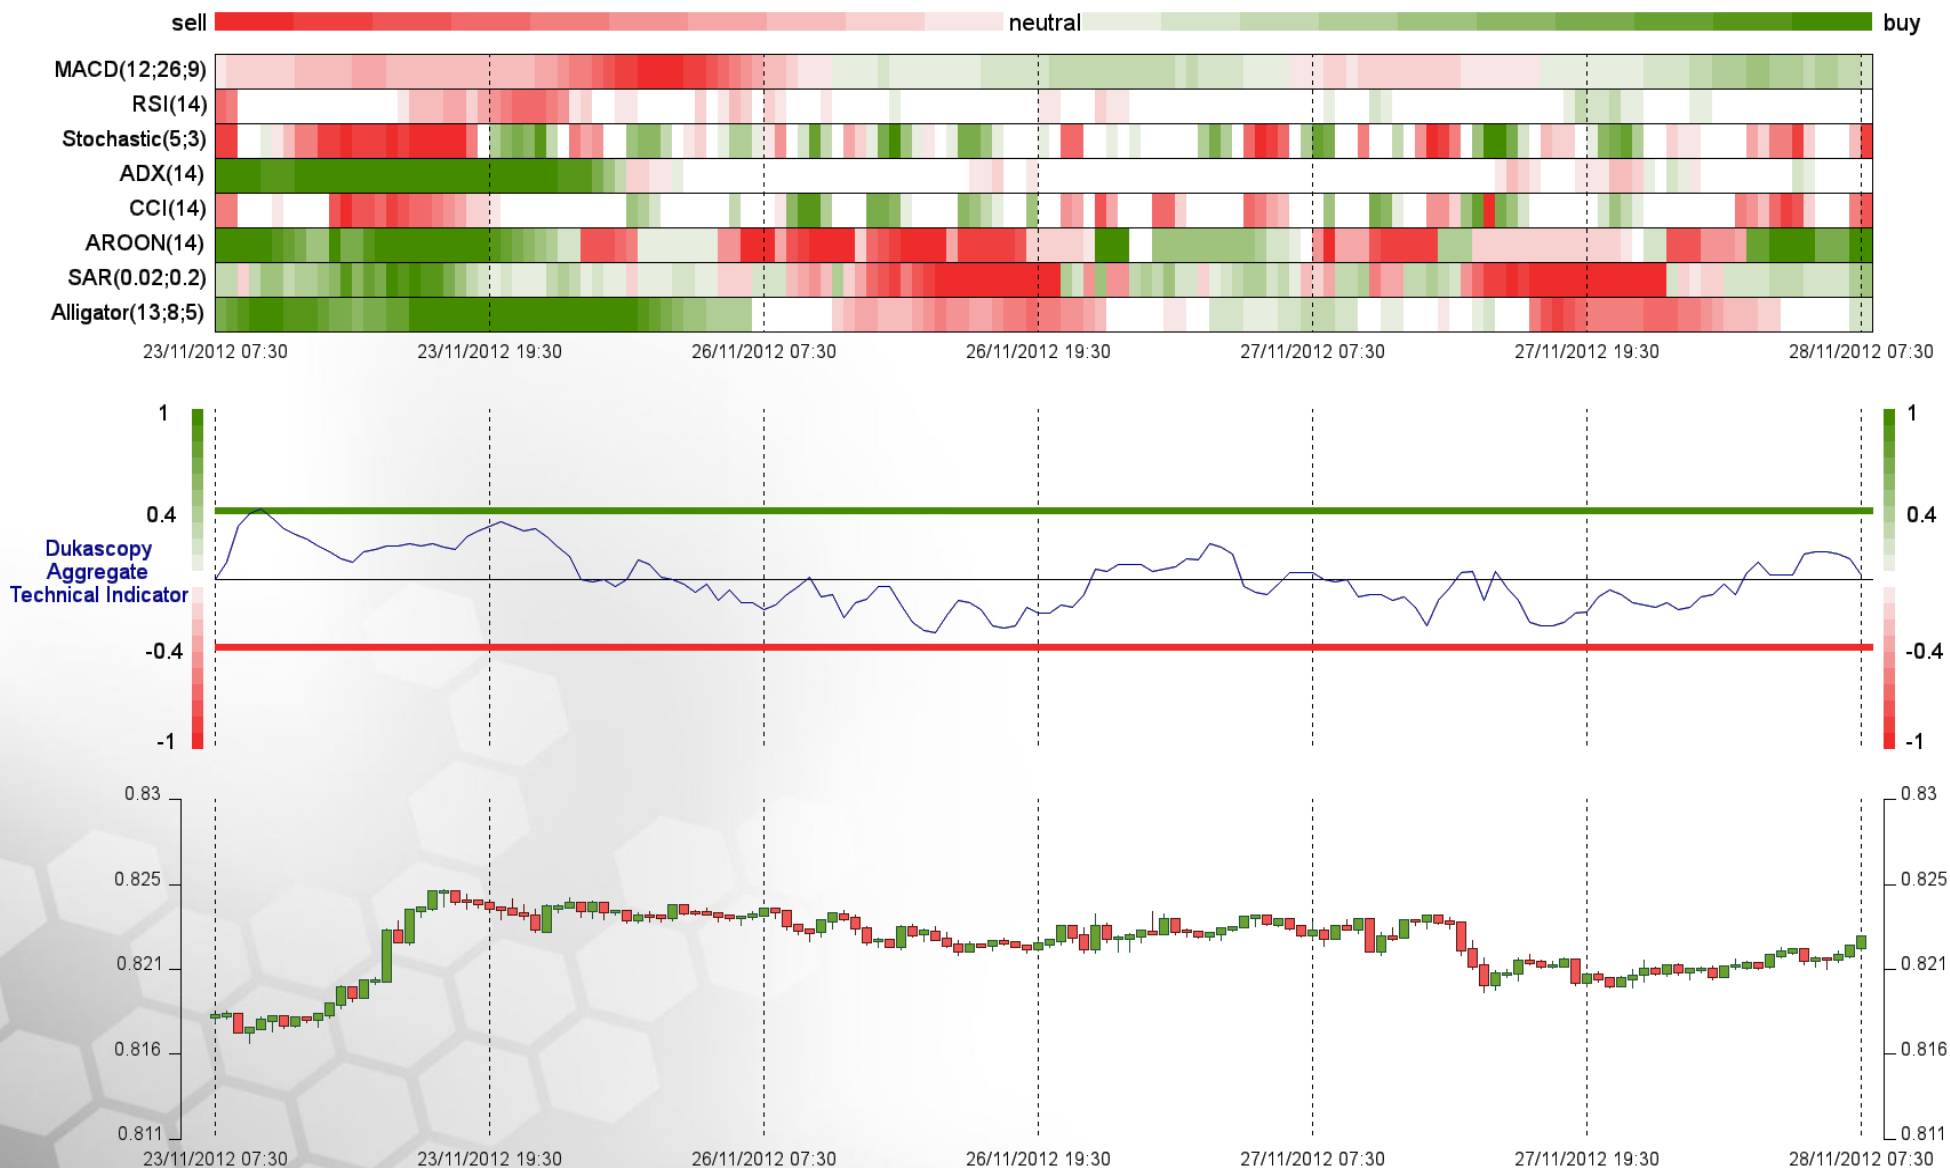 sell neutral buy
MACD(12;26;9)
RSI(14)
Stochastic(5;3)
ADX(14)
CCI(14)
AROON(14)
SAR(0.02;0.2)
Alligator(13;8;5)
23/11/2012 07:30 23/11/2012 19:30 26/11/2012 07:30 26/11/2012 19:30 27/11/2012 07:30 27/11/2012 19:30 28/11/2012 07:30
1 1
0.4 0.4
Dukascopy
Aggregate
Technical Indicator
-0.4 -0.4
-1 -1
0.83 0.83
0.825 0.825
0.821 0.821
0.816 0.816
0.811 0.811
23/11/2012 07:30 23/11/2012 19:30 26/11/2012 07:30 26/11/2012 19:30 27/11/2012 07:30 27/11/2012 19:30 28/11/2012 07:30